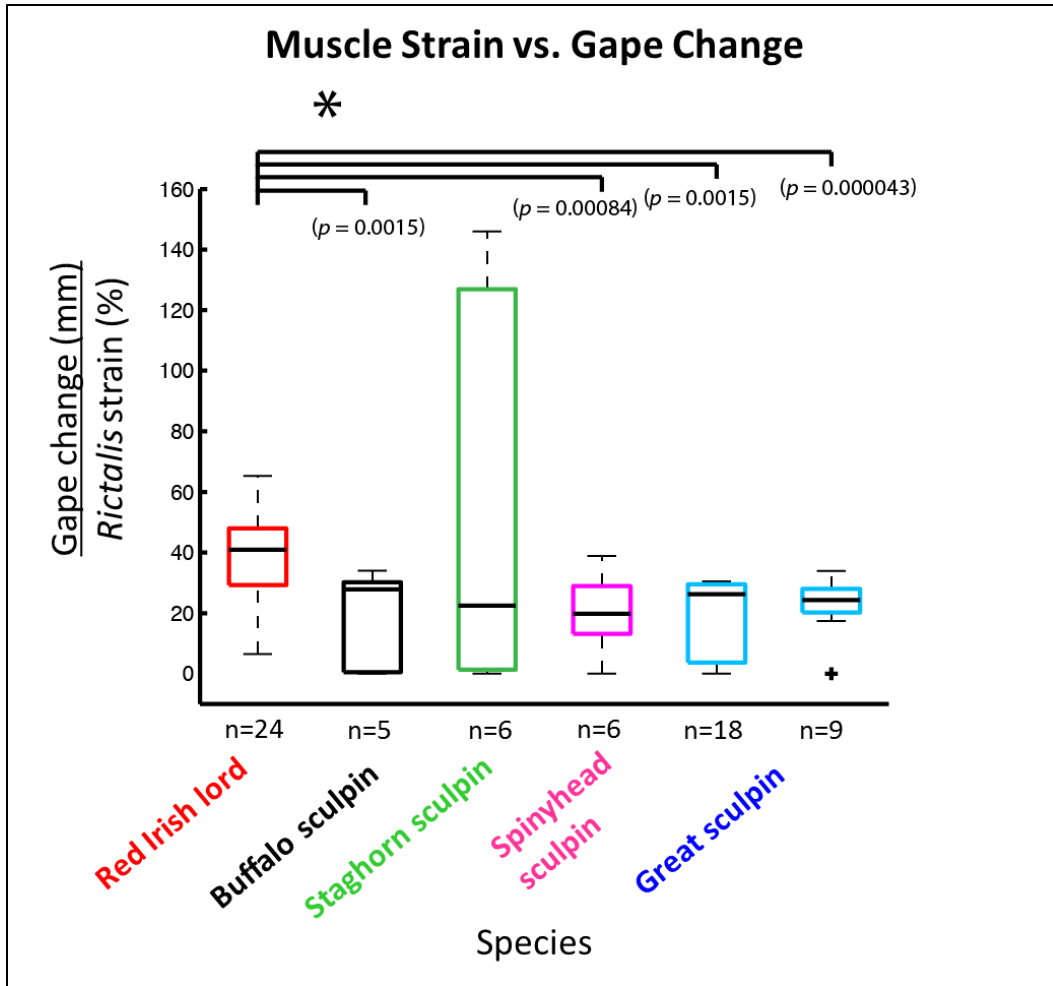 Muscle Strain vs. Gape Change
*
(p = 0.0015)
(p = 0.00084)
(p = 0.0015)
(p = 0.000043)
Gape change (mm)
Rictalis strain (%)
160
140
120
100
80
60
40
20
0
n=24
n=5
n=6
n=6
n=18
n=9
Red Irish lord
Buffalo sculpin
Staghorn sculpin
Spinyhead
sculpin
Great sculpin
Species